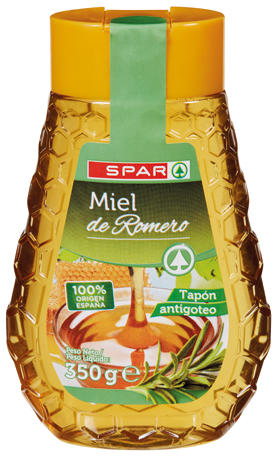 SPAR
Miel
de Romero
100%
ORIGEN
ESPAÑA
Tapón
antigoteo
Peso Neto/
Peso Líquido:
350g e